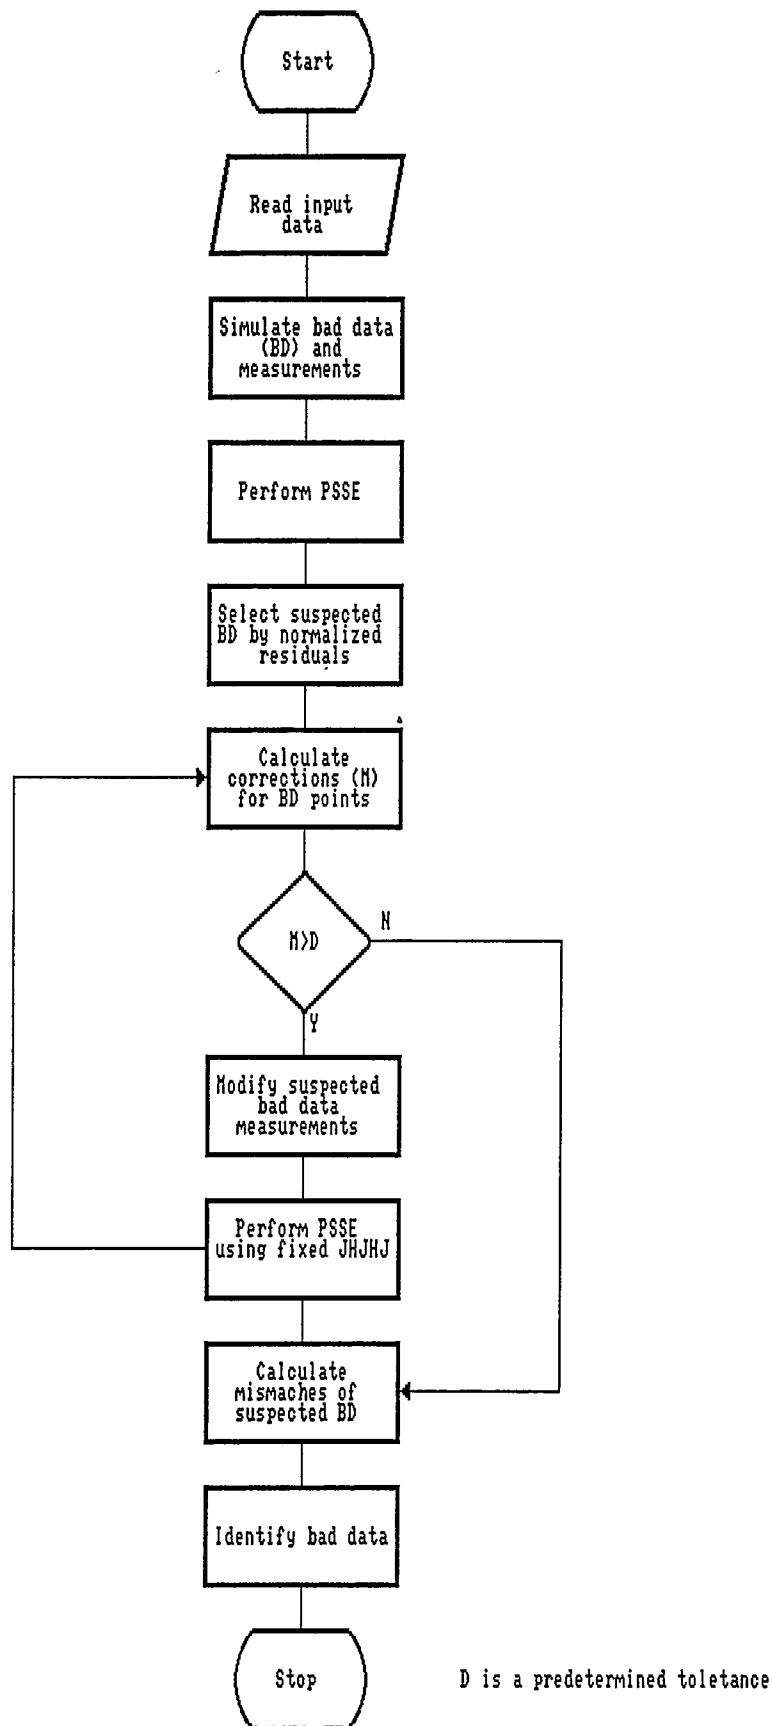 Start
Read input
data
Simulate bad data
(BD) and
measurements
Perform PSSE
Select suspected
BD by normalized
residuals
Calculate
corrections (M)
for BD points
M>D
N
Y
Modify suspected
bad data
measurements
Perform PSSE
using fixed JHJHJ
Calculate
mismaches of
suspected BD
Identify bad data
Stop
D is a predetermined toletance